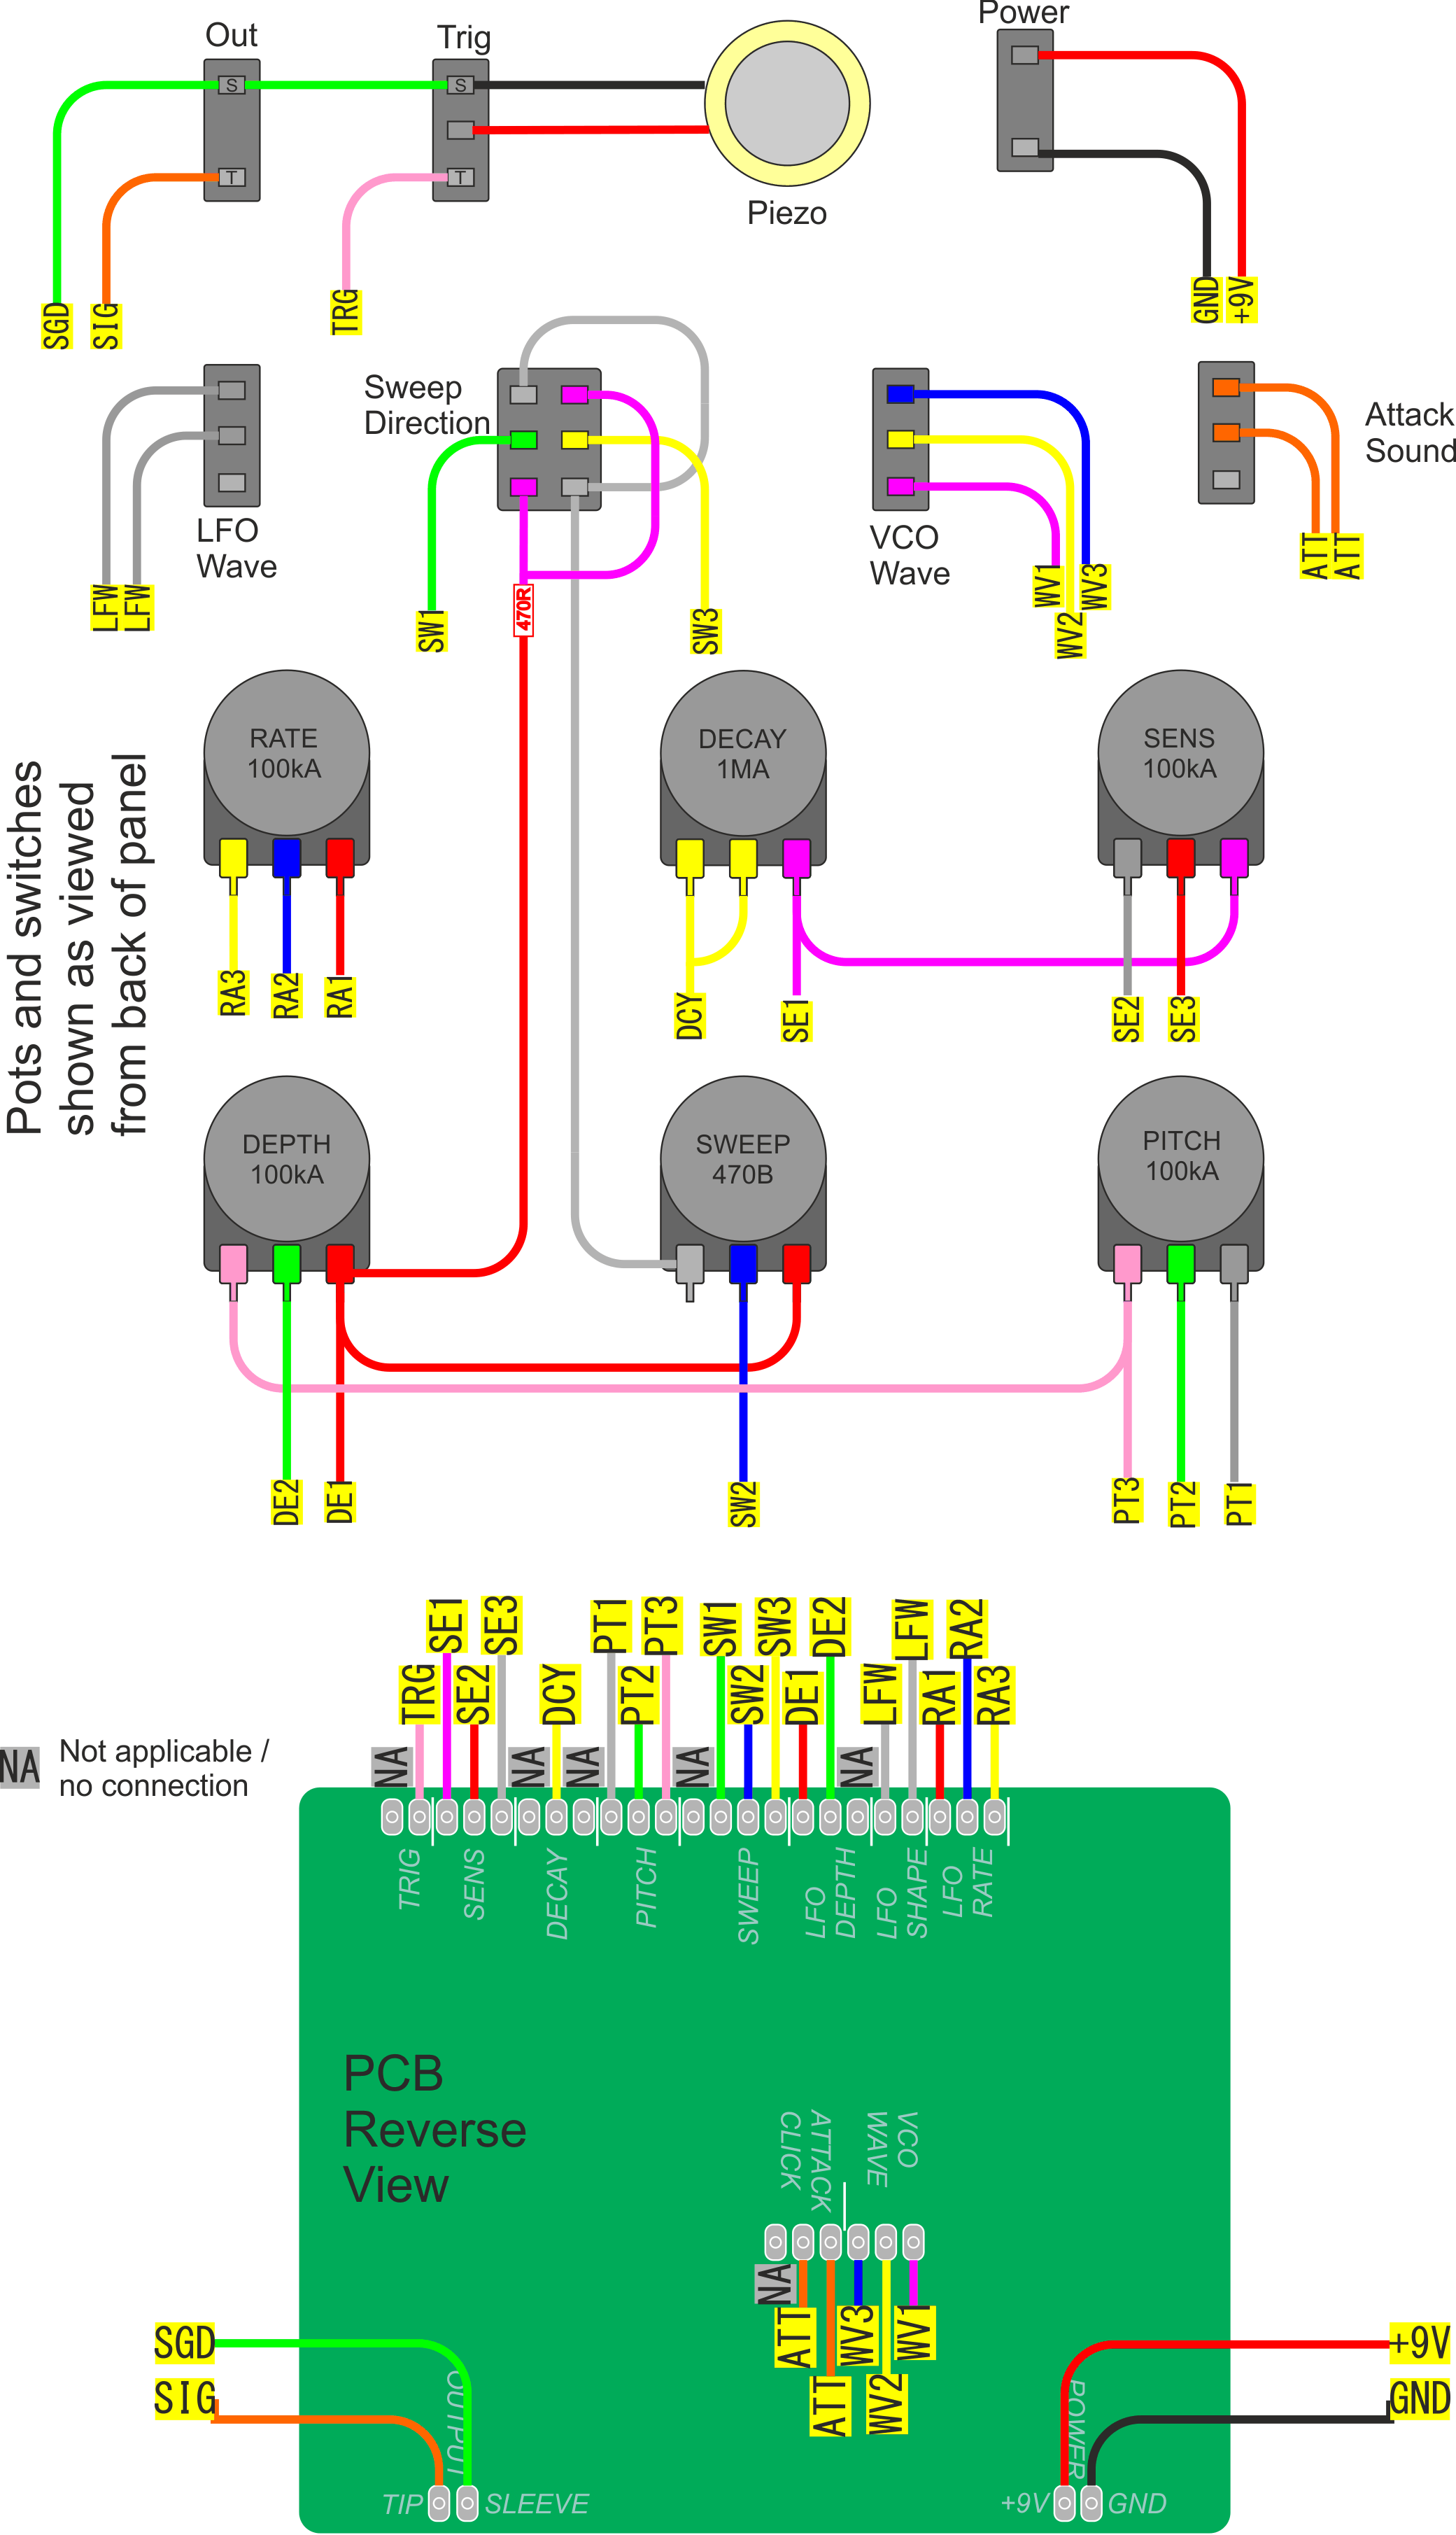 Out
Trig
Power
S
S
T
T
Piezo
SGD
SIG
TRG
GND
+9V
Sweep
Direction
Attack
Sound
LFO
Wave
VCO
Wave
LFW
LFW
SW1
470R
SW3
WV1
WV2
WV3
ATT
ATT
Pots and switches
shown as viewed
from back of panel
RATE
100kA
DECAY
1MA
SENS
100kA
RA3
RA2
RA1
DCY
SE1
SE2
SE3
DEPTH
100kA
SWEEP
470B
PITCH
100kA
DE2
DE1
SW2
PT3
PT2
PT1
NA
Not applicable /
no connection
NA
TRG
SE1
SE2
SE3
NA
DCY
NA
PT1
PT2
PT3
NA
SW1
SW2
SW3
DE1
DE2
NA
LFW
LFW
RA1
RA2
RA3
TRIG
SENS
DECAY
PITCH
SWEEP
LFO
DEPTH
LFO
SHAPE
LFO
RATE
PCB
Reverse
View
CLICK
ATTACK
WAVE
VCO
NA
ATT
ATT
WV3
WV2
WV1
SGD
SIG
OUTPUT
TIP
SLEEVE
+9V
GND
POWER
+9V
GND